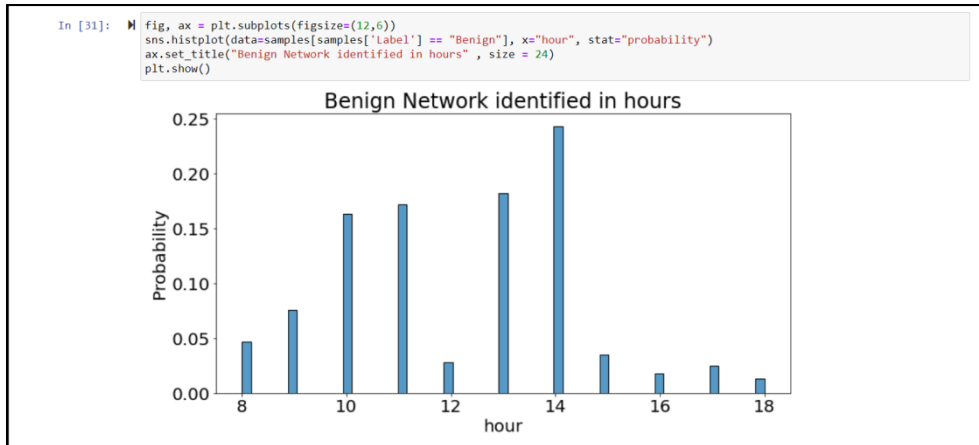 In [31]:
fig, ax = plt.subplots(figsize=(12,6))
sns.histplot(data=samples[samples['Label'] == "Benign"], x="hour", stat="probability")
ax.set_title("Benign Network identified in hours" , size = 24)
plt.show()
Benign Network identified in hours
0.25
0.20
0.15
0.10
0.05
0.00
Probability
8 10 12 14 16 18
hour